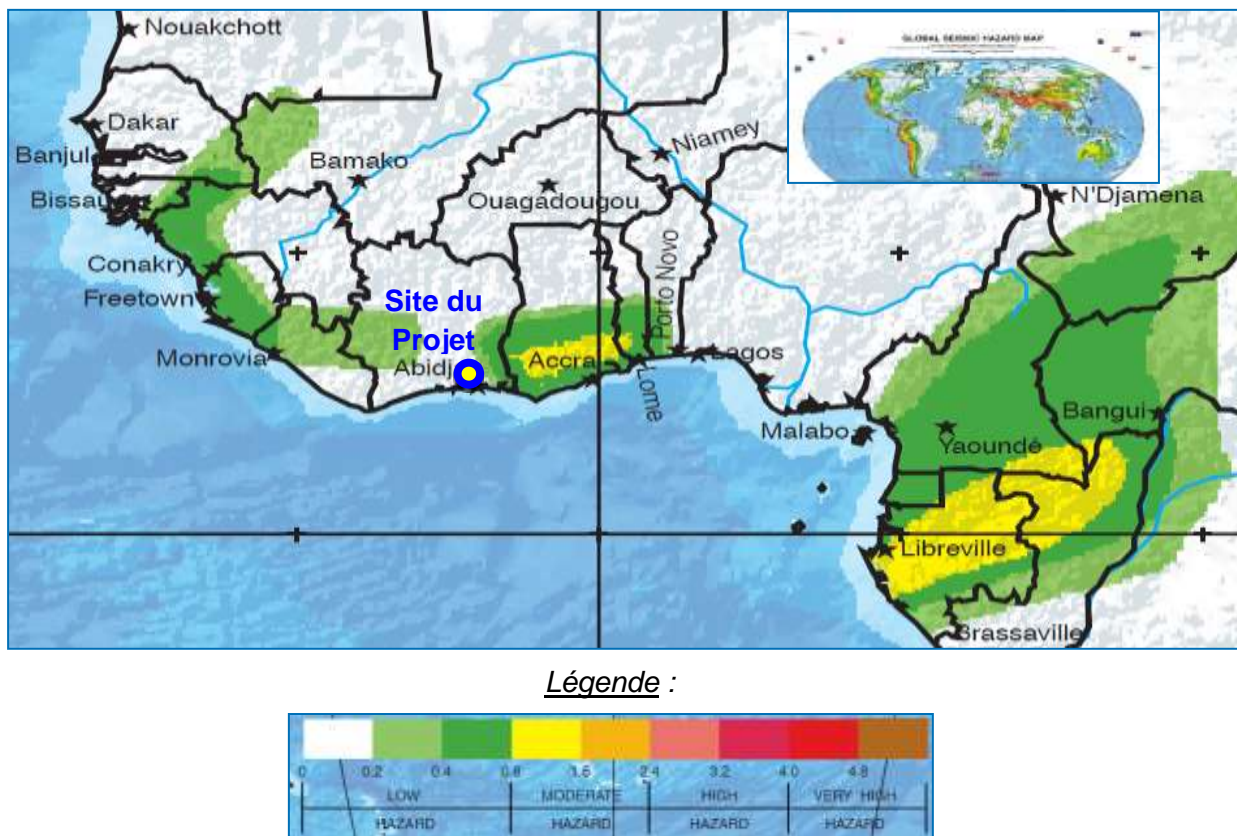 Nouakchott
GLOBAL SEISMIC HAZARD MAP
Dakar
Banjul
Bissau
Bamako
Niamey
Ouagadougou
N'Djamena
Conakry
Freetown
Monrovia
Site du
Projet
Abidj
Accra
Lome
Porto Novo
Lagos
Malabo
Yaoundé
Bangui
Libreville
Brassaville
Légende :
0 0.2 0.4 0.8 1.6 2.4 3.2 4.0 4.8
LOW MODERATE HIGH VERY HIGH
HAZARD HAZARD HAZARD HAZARD